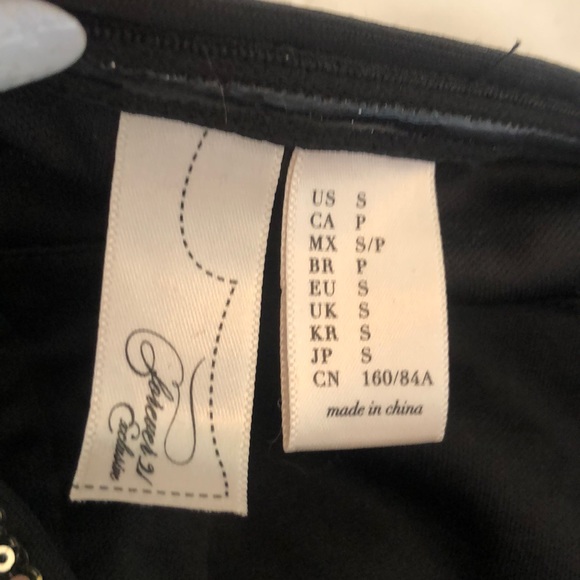 Forever 21
Exclusive
US S
CA P
MX S/P
BR P
EU S
UK S
KR S
JP S
CN 160/84A
made in china